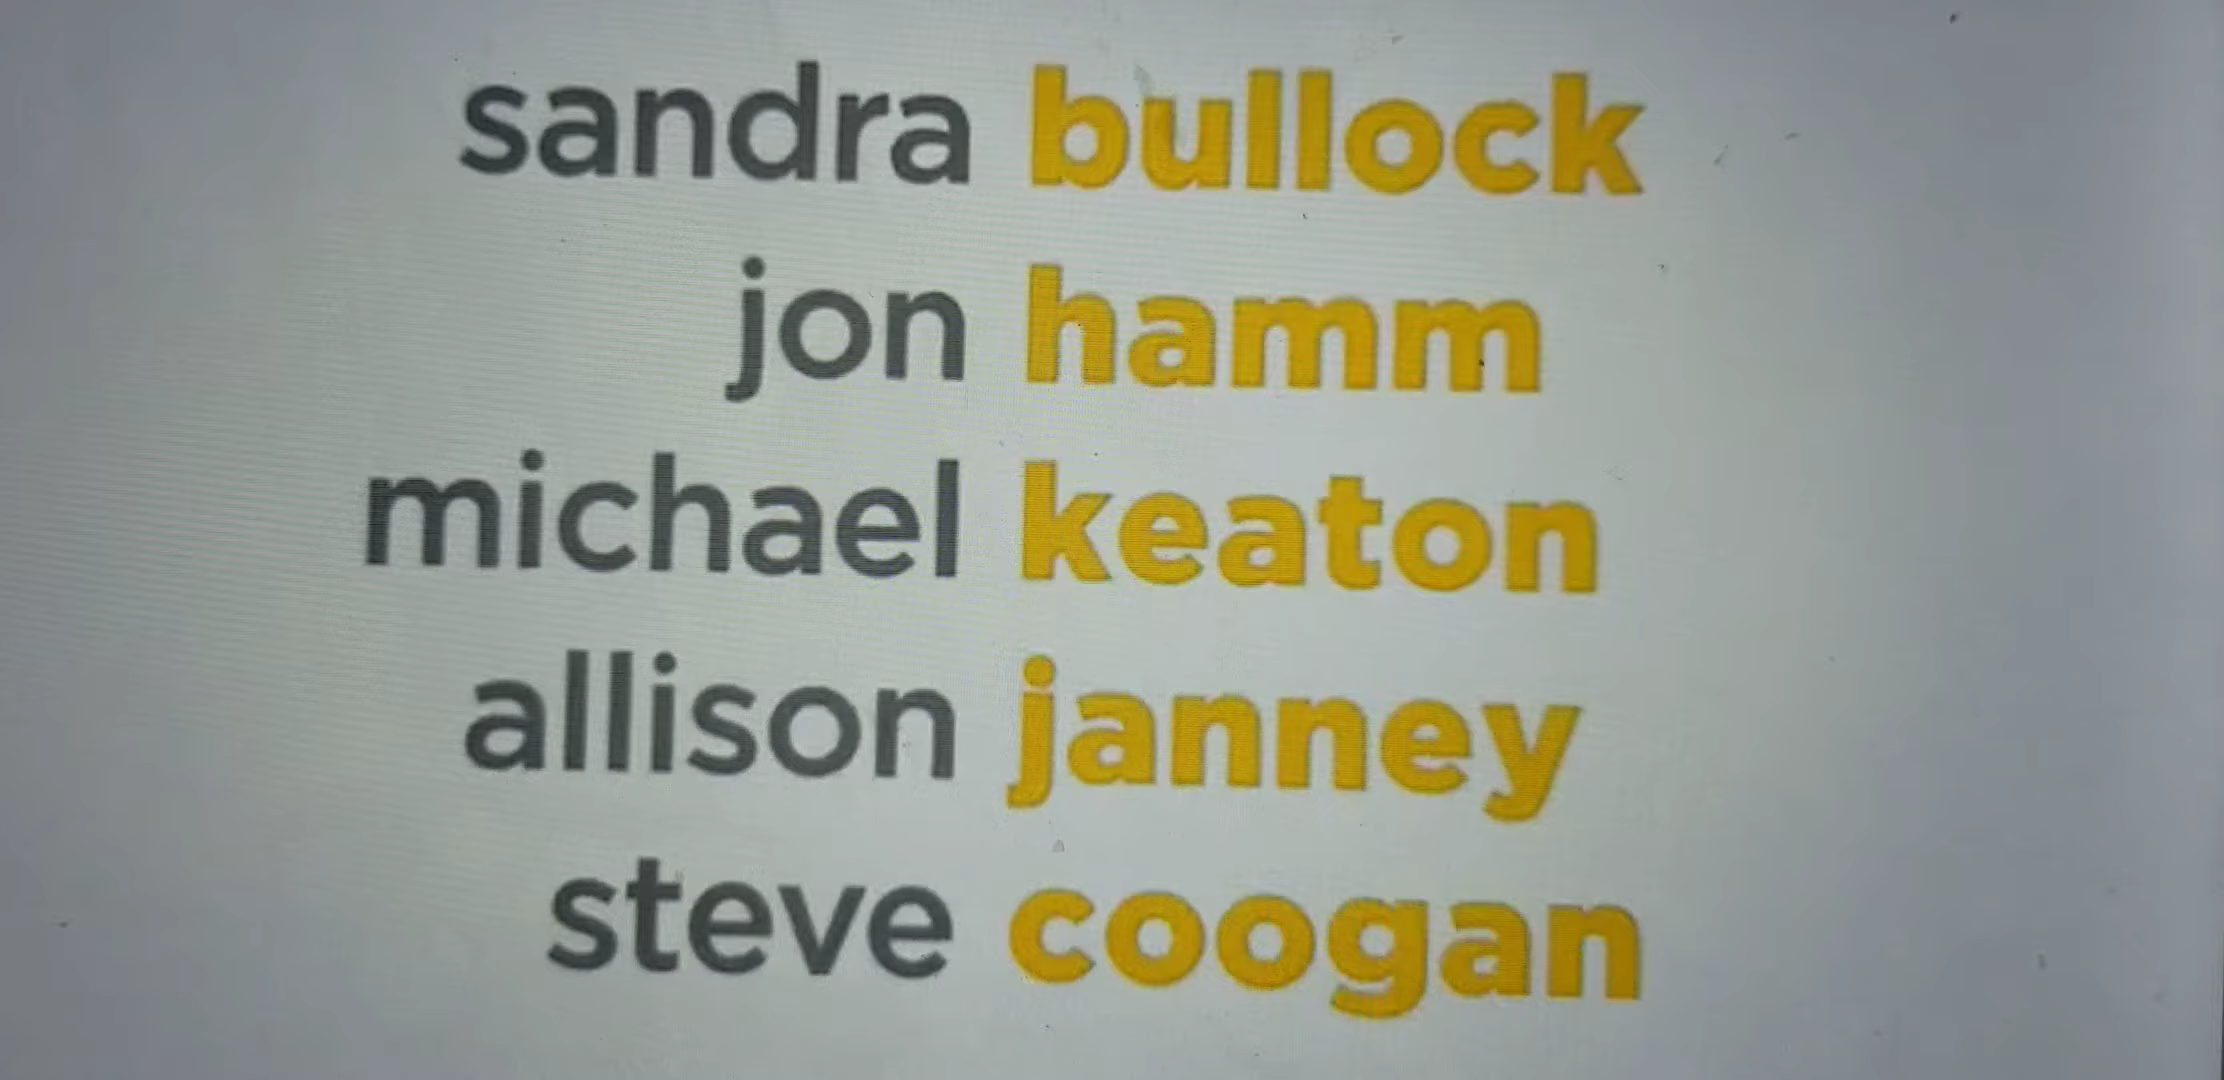 sandra bullock
jon hamm
michael keaton
allison janney
steve coogan